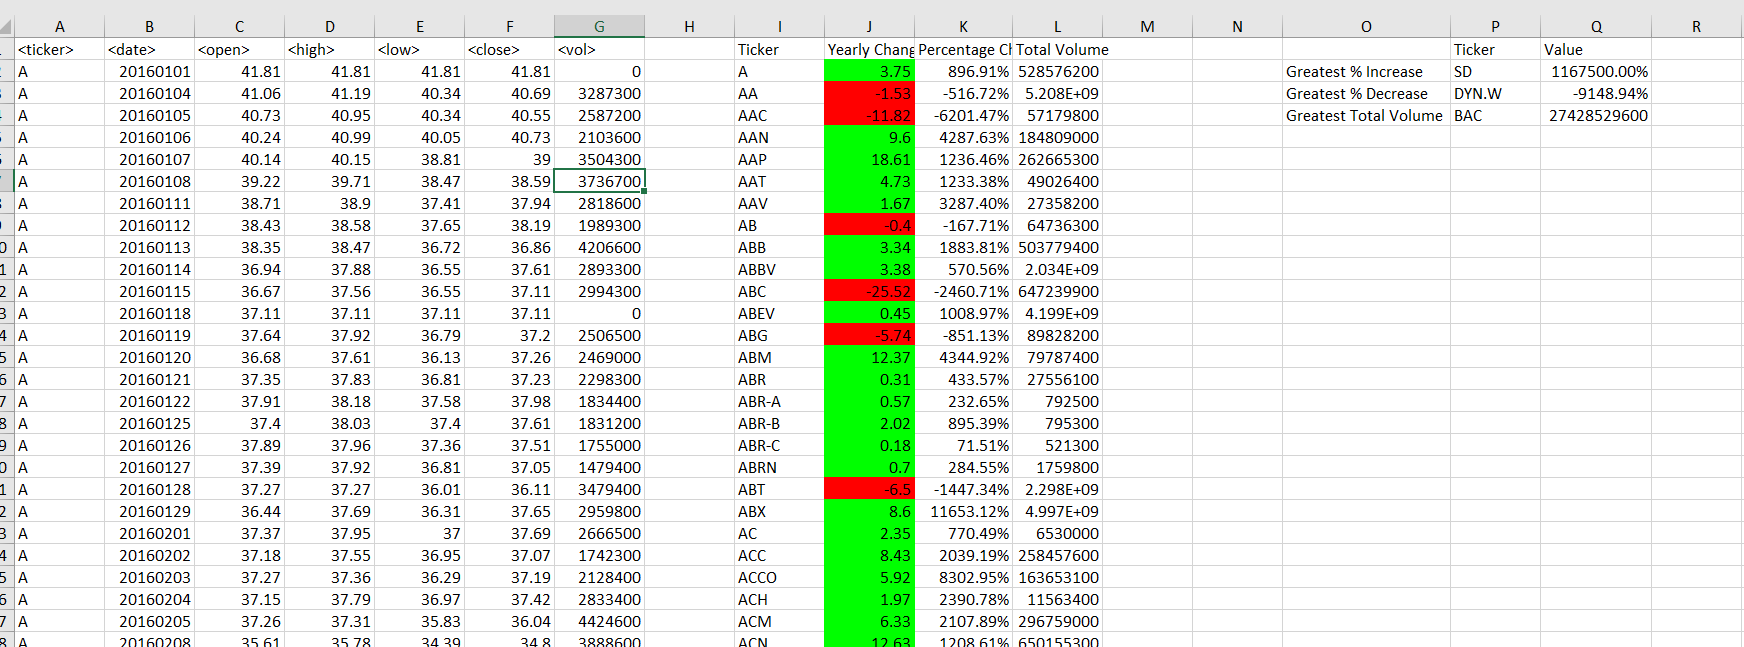 A B C D E F G H I J K L M N O P Q R
<ticker> <date> <open> <high> <low> <close> <vol> Ticker Yearly Chang Percentage Cl Total Volume Ticker Value
A 20160101 41.81 41.81 41.81 41.81 0 A 3.75 896.91% 528576200 Greatest % Increase SD 1167500.00%
A 20160104 41.06 41.19 40.34 40.69 3287300 AA -1.53 -516.72% 5.208E+09 Greatest % Decrease DYN.W -9148.94%
A 20160105 40.73 40.95 40.34 40.55 2587200 AAC -11.82 -6201.47% 57179800 Greatest Total Volume BAC 27428529600
A 20160106 40.24 40.99 40.05 40.73 2103600 AAN 9.6 4287.63% 184809000
A 20160107 40.14 40.15 38.81 39 3504300 AAP 18.61 1236.46% 262665300
A 20160108 39.22 39.71 38.47 38.59 3736700 AAT 4.73 1233.38% 49026400
A 20160111 38.71 38.9 37.41 37.94 2818600 AAV 1.67 3287.40% 27358200
A 20160112 38.43 38.58 37.65 38.19 1989300 AB -0.4 -167.71% 64736300
A 20160113 38.35 38.47 36.72 36.86 4206600 ABB 3.34 1883.81% 503779400
A 20160114 36.94 37.88 36.55 37.61 2893300 ABBV 3.38 570.56% 2.034E+09
A 20160115 36.67 37.56 36.55 37.11 2994300 ABC -25.52 -2460.71% 647239900
A 20160118 37.11 37.11 37.11 37.11 0 ABEV 0.45 1008.97% 4.199E+09
A 20160119 37.64 37.92 36.79 37.2 2506500 ABG -5.74 -851.13% 89828200
A 20160120 36.68 37.61 36.13 37.26 2469000 ABM 12.37 4344.92% 79787400
A 20160121 37.35 37.83 36.81 37.23 2298300 ABR 0.31 433.57% 27556100
A 20160122 37.91 38.18 37.58 37.98 1834400 ABR-A 0.57 232.65% 792500
A 20160125 37.4 38.03 37.4 37.61 1831200 ABR-B 2.02 895.39% 795300
A 20160126 37.89 37.96 37.36 37.51 1755000 ABR-C 0.18 71.51% 521300
A 20160127 37.39 37.92 36.81 37.05 1479400 ABRN 0.7 284.55% 1759800
A 20160128 37.27 37.27 36.01 36.11 3479400 ABT -6.5 -1447.34% 2.298E+09
A 20160129 36.44 37.69 36.31 37.65 2959800 ABX 8.6 11653.12% 4.997E+09
A 20160201 37.37 37.95 37 37.69 2666500 AC 2.35 770.49% 6530000
A 20160202 37.18 37.55 36.95 37.07 1742300 ACC 8.43 2039.19% 258457600
A 20160203 37.27 37.36 36.29 37.19 2128400 ACCO 5.92 8302.95% 163653100
A 20160204 37.15 37.79 36.97 37.42 2833400 ACH 1.97 2390.78% 11563400
A 20160205 37.26 37.31 35.83 36.04 4424600 ACM 6.33 2107.89% 296759000
A 20160208 35.61 35.78 34.39 34.8 3888600 ACN 12.63 1208.61% 650155300